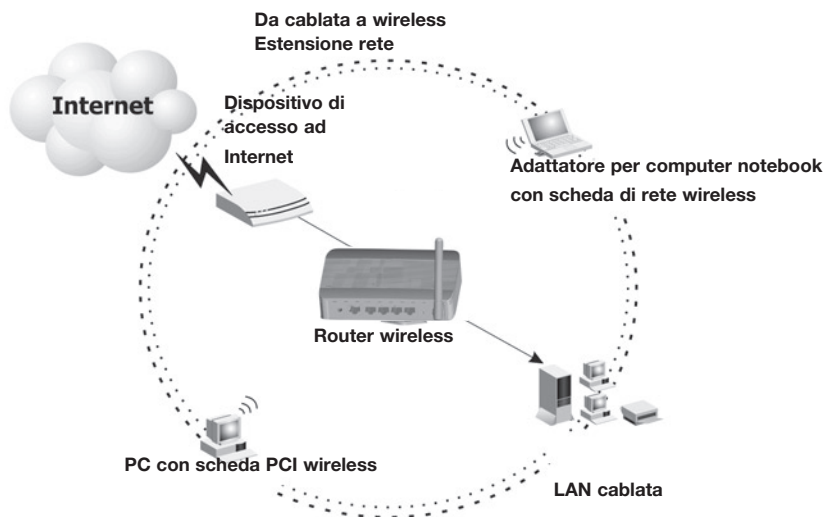 Da cablata a wireless
Estensione rete
Internet
Dispositivo di
accesso ad
Internet
Adattatore per computer notebook
con scheda di rete wireless
Router wireless
PC con scheda PCI wireless
LAN cablata